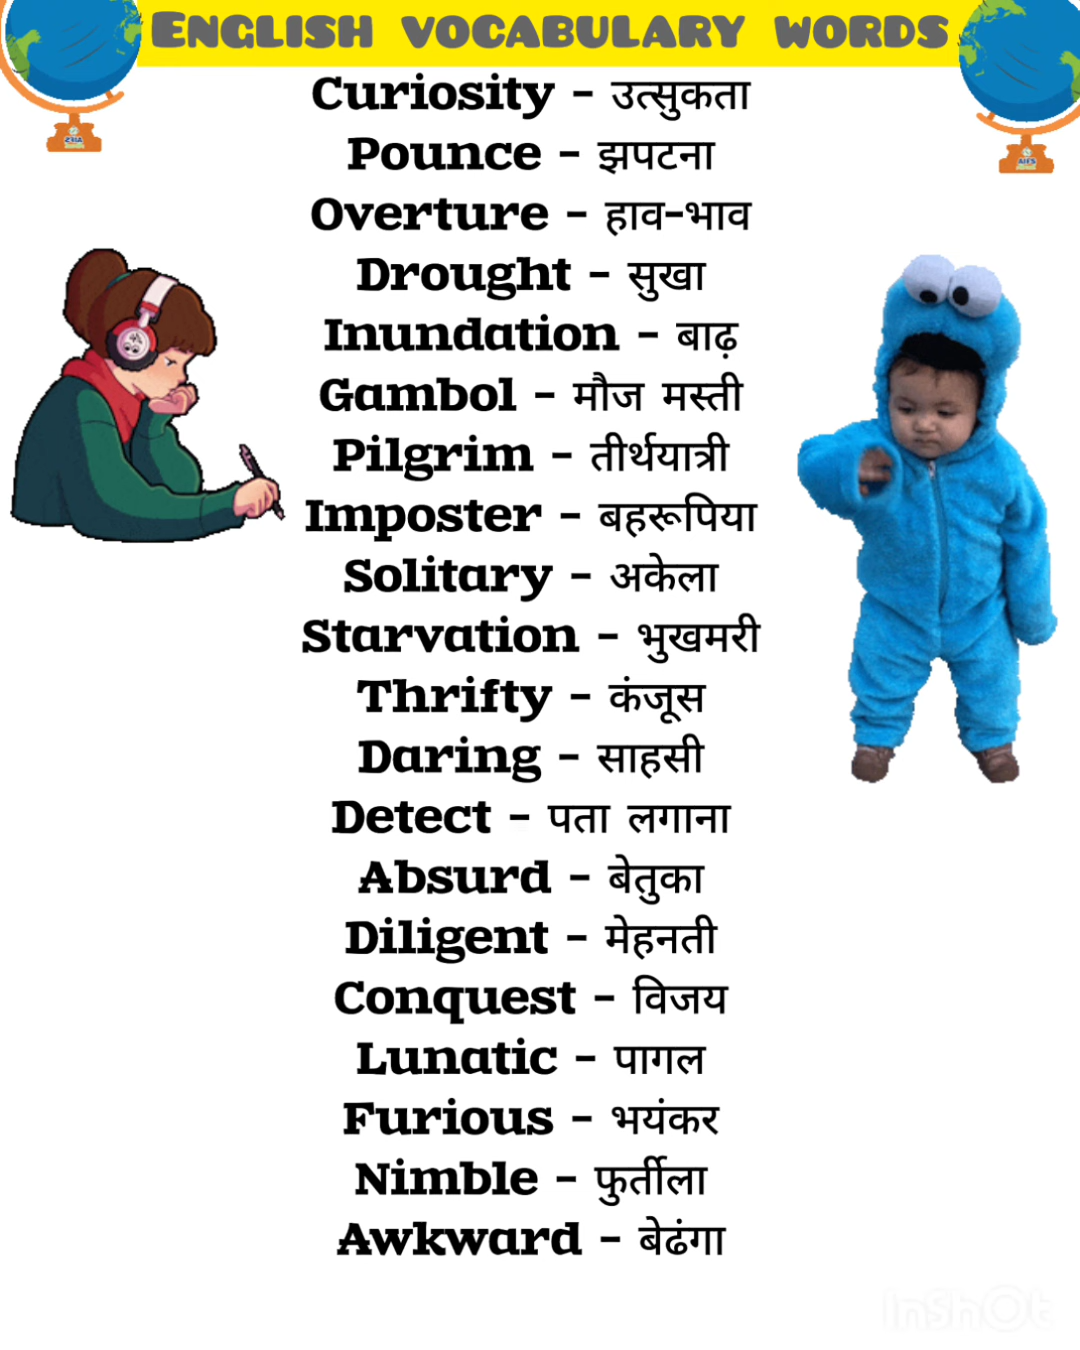 ENGLISH VOCABULARY WORDS
Curiosity - उत्सुकता
Pounce - झपटना
Overture - हाव-भाव
Drought - सुखा
Inundation - बाढ़
Gambol - मौज मस्ती
Pilgrim - तीर्थयात्री
Imposter - बहरूपिया
Solitary - अकेला
Starvation - भुखमरी
Thrifty - कंजूस
Daring - साहसी
Detect - पता लगाना
Absurd - बेतुका
Diligent - मेहनती
Conquest - विजय
Lunatic - पागल
Furious - भयंकर
Nimble - फुर्तीला
Awkward - बेढंगा
InShOt